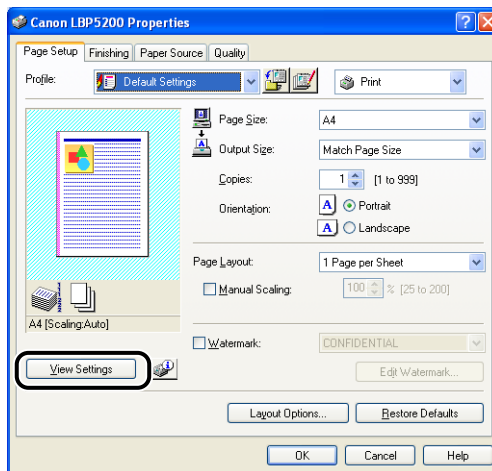 Canon LBP5200 Properties
Page Setup Finishing Paper Source Quality
Profile: Default Settings Print
Page Size: A4
Output Size: Match Page Size
Copies: 1 [1 to 999]
Orientation: A Portrait
A Landscape
Page Layout: 1 Page per Sheet
Manual Scaling: 100 % [25 to 200]
A4 [Scaling:Auto]
Watermark: CONFIDENTIAL
View Settings
Edit Watermark...
Layout Options... Restore Defaults
OK Cancel Help